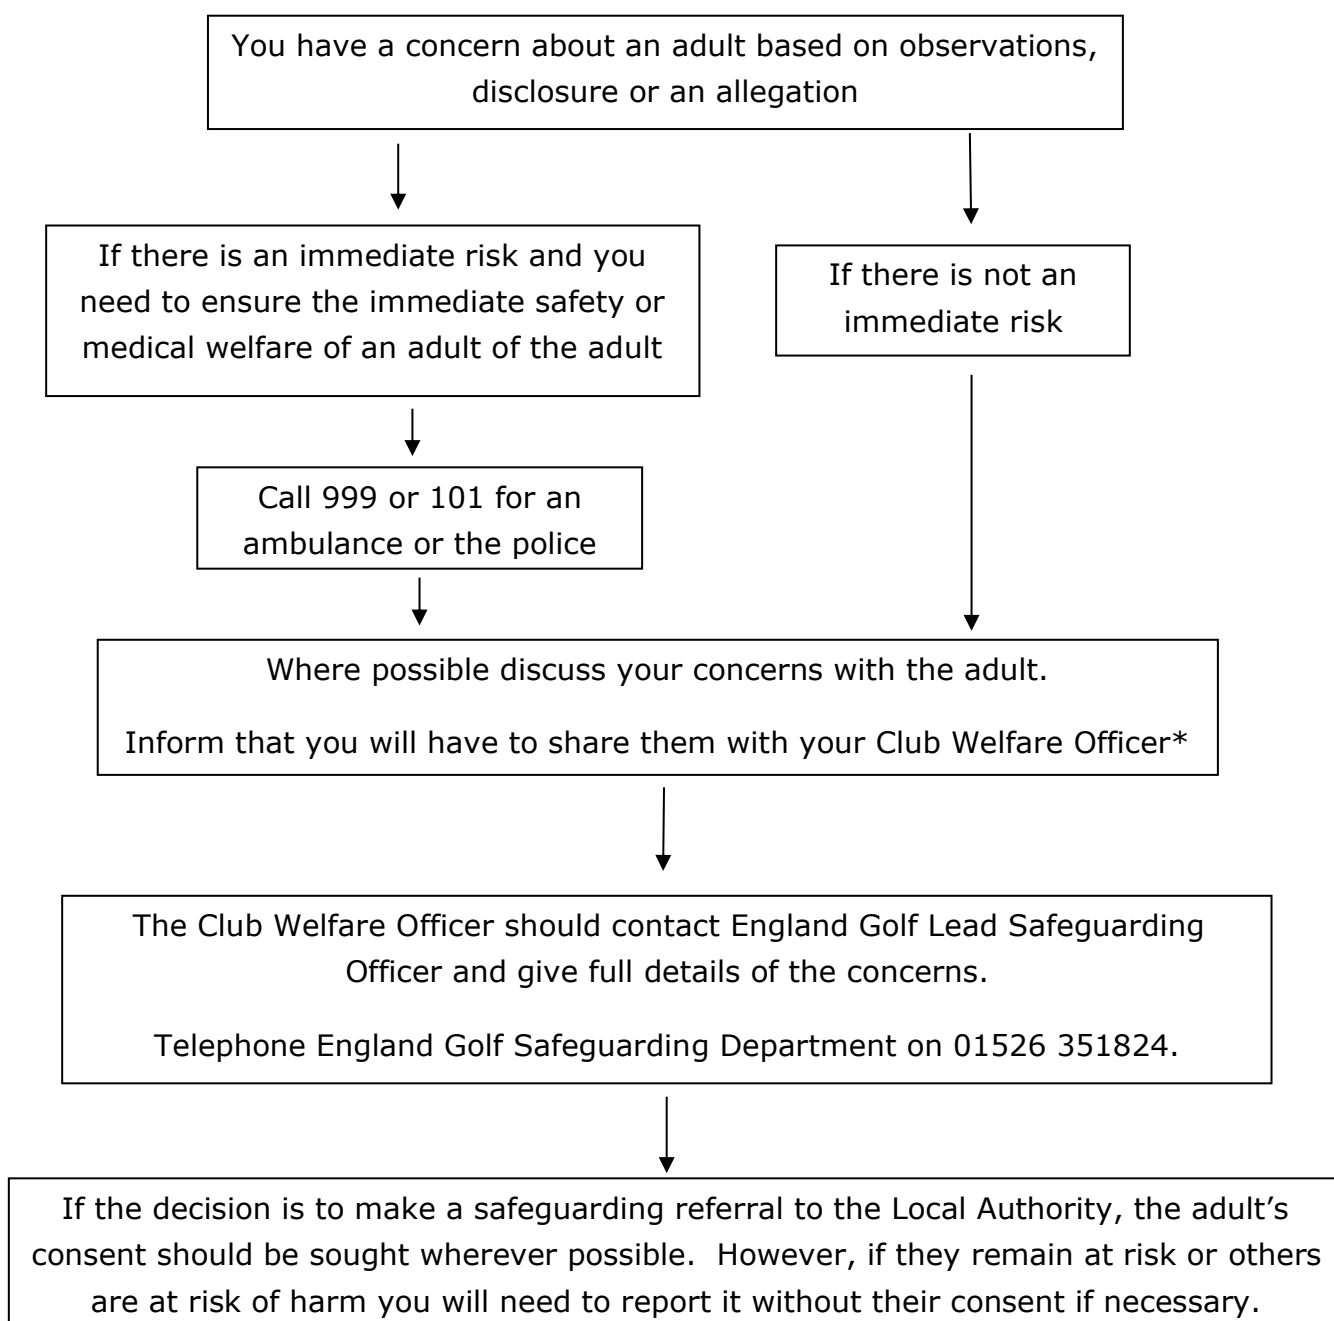 You have a concern about an adult based on observations,
disclosure or an allegation
If there is an immediate risk and you
need to ensure the immediate safety or
medical welfare of an adult of the adult
If there is not an
immediate risk
Call 999 or 101 for an
ambulance or the police
Where possible discuss your concerns with the adult.
Inform that you will have to share them with your Club Welfare Officer*
The Club Welfare Officer should contact England Golf Lead Safeguarding
Officer and give full details of the concerns.
Telephone England Golf Safeguarding Department on 01526 351824.
If the decision is to make a safeguarding referral to the Local Authority, the adult’s
consent should be sought wherever possible.  However, if they remain at risk or others
are at risk of harm you will need to report it without their consent if necessary.